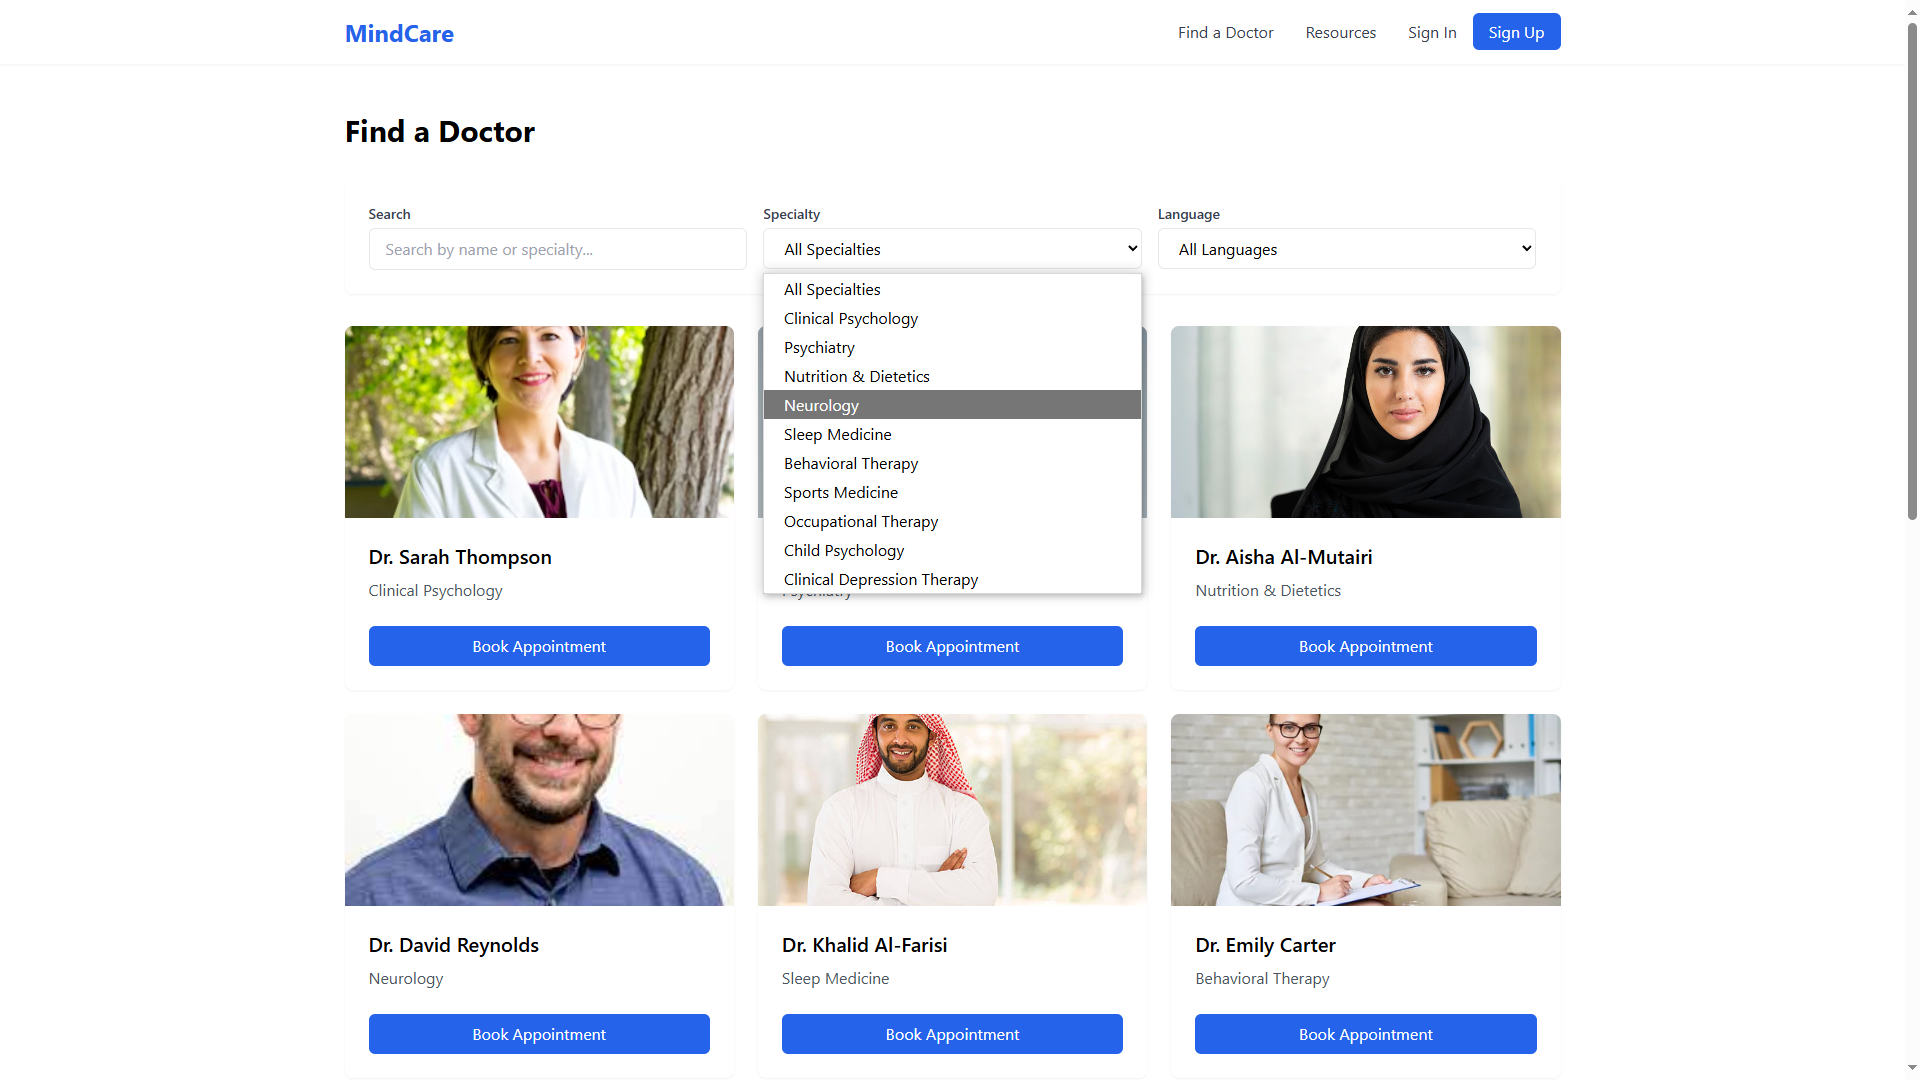 MindCare
Find a Doctor
Resources
Sign In
Sign Up
Find a Doctor
Search
Search by name or specialty...
Specialty
All Specialties
Language
All Languages
All Specialties
Clinical Psychology
Psychiatry
Nutrition & Dietetics
Neurology
Sleep Medicine
Behavioral Therapy
Sports Medicine
Occupational Therapy
Child Psychology
Clinical Depression Therapy
Dr. Sarah Thompson
Clinical Psychology
Book Appointment
Psychiatry
Book Appointment
Dr. Aisha Al-Mutairi
Nutrition & Dietetics
Book Appointment
Dr. David Reynolds
Neurology
Book Appointment
Dr. Khalid Al-Farisi
Sleep Medicine
Book Appointment
Dr. Emily Carter
Behavioral Therapy
Book Appointment